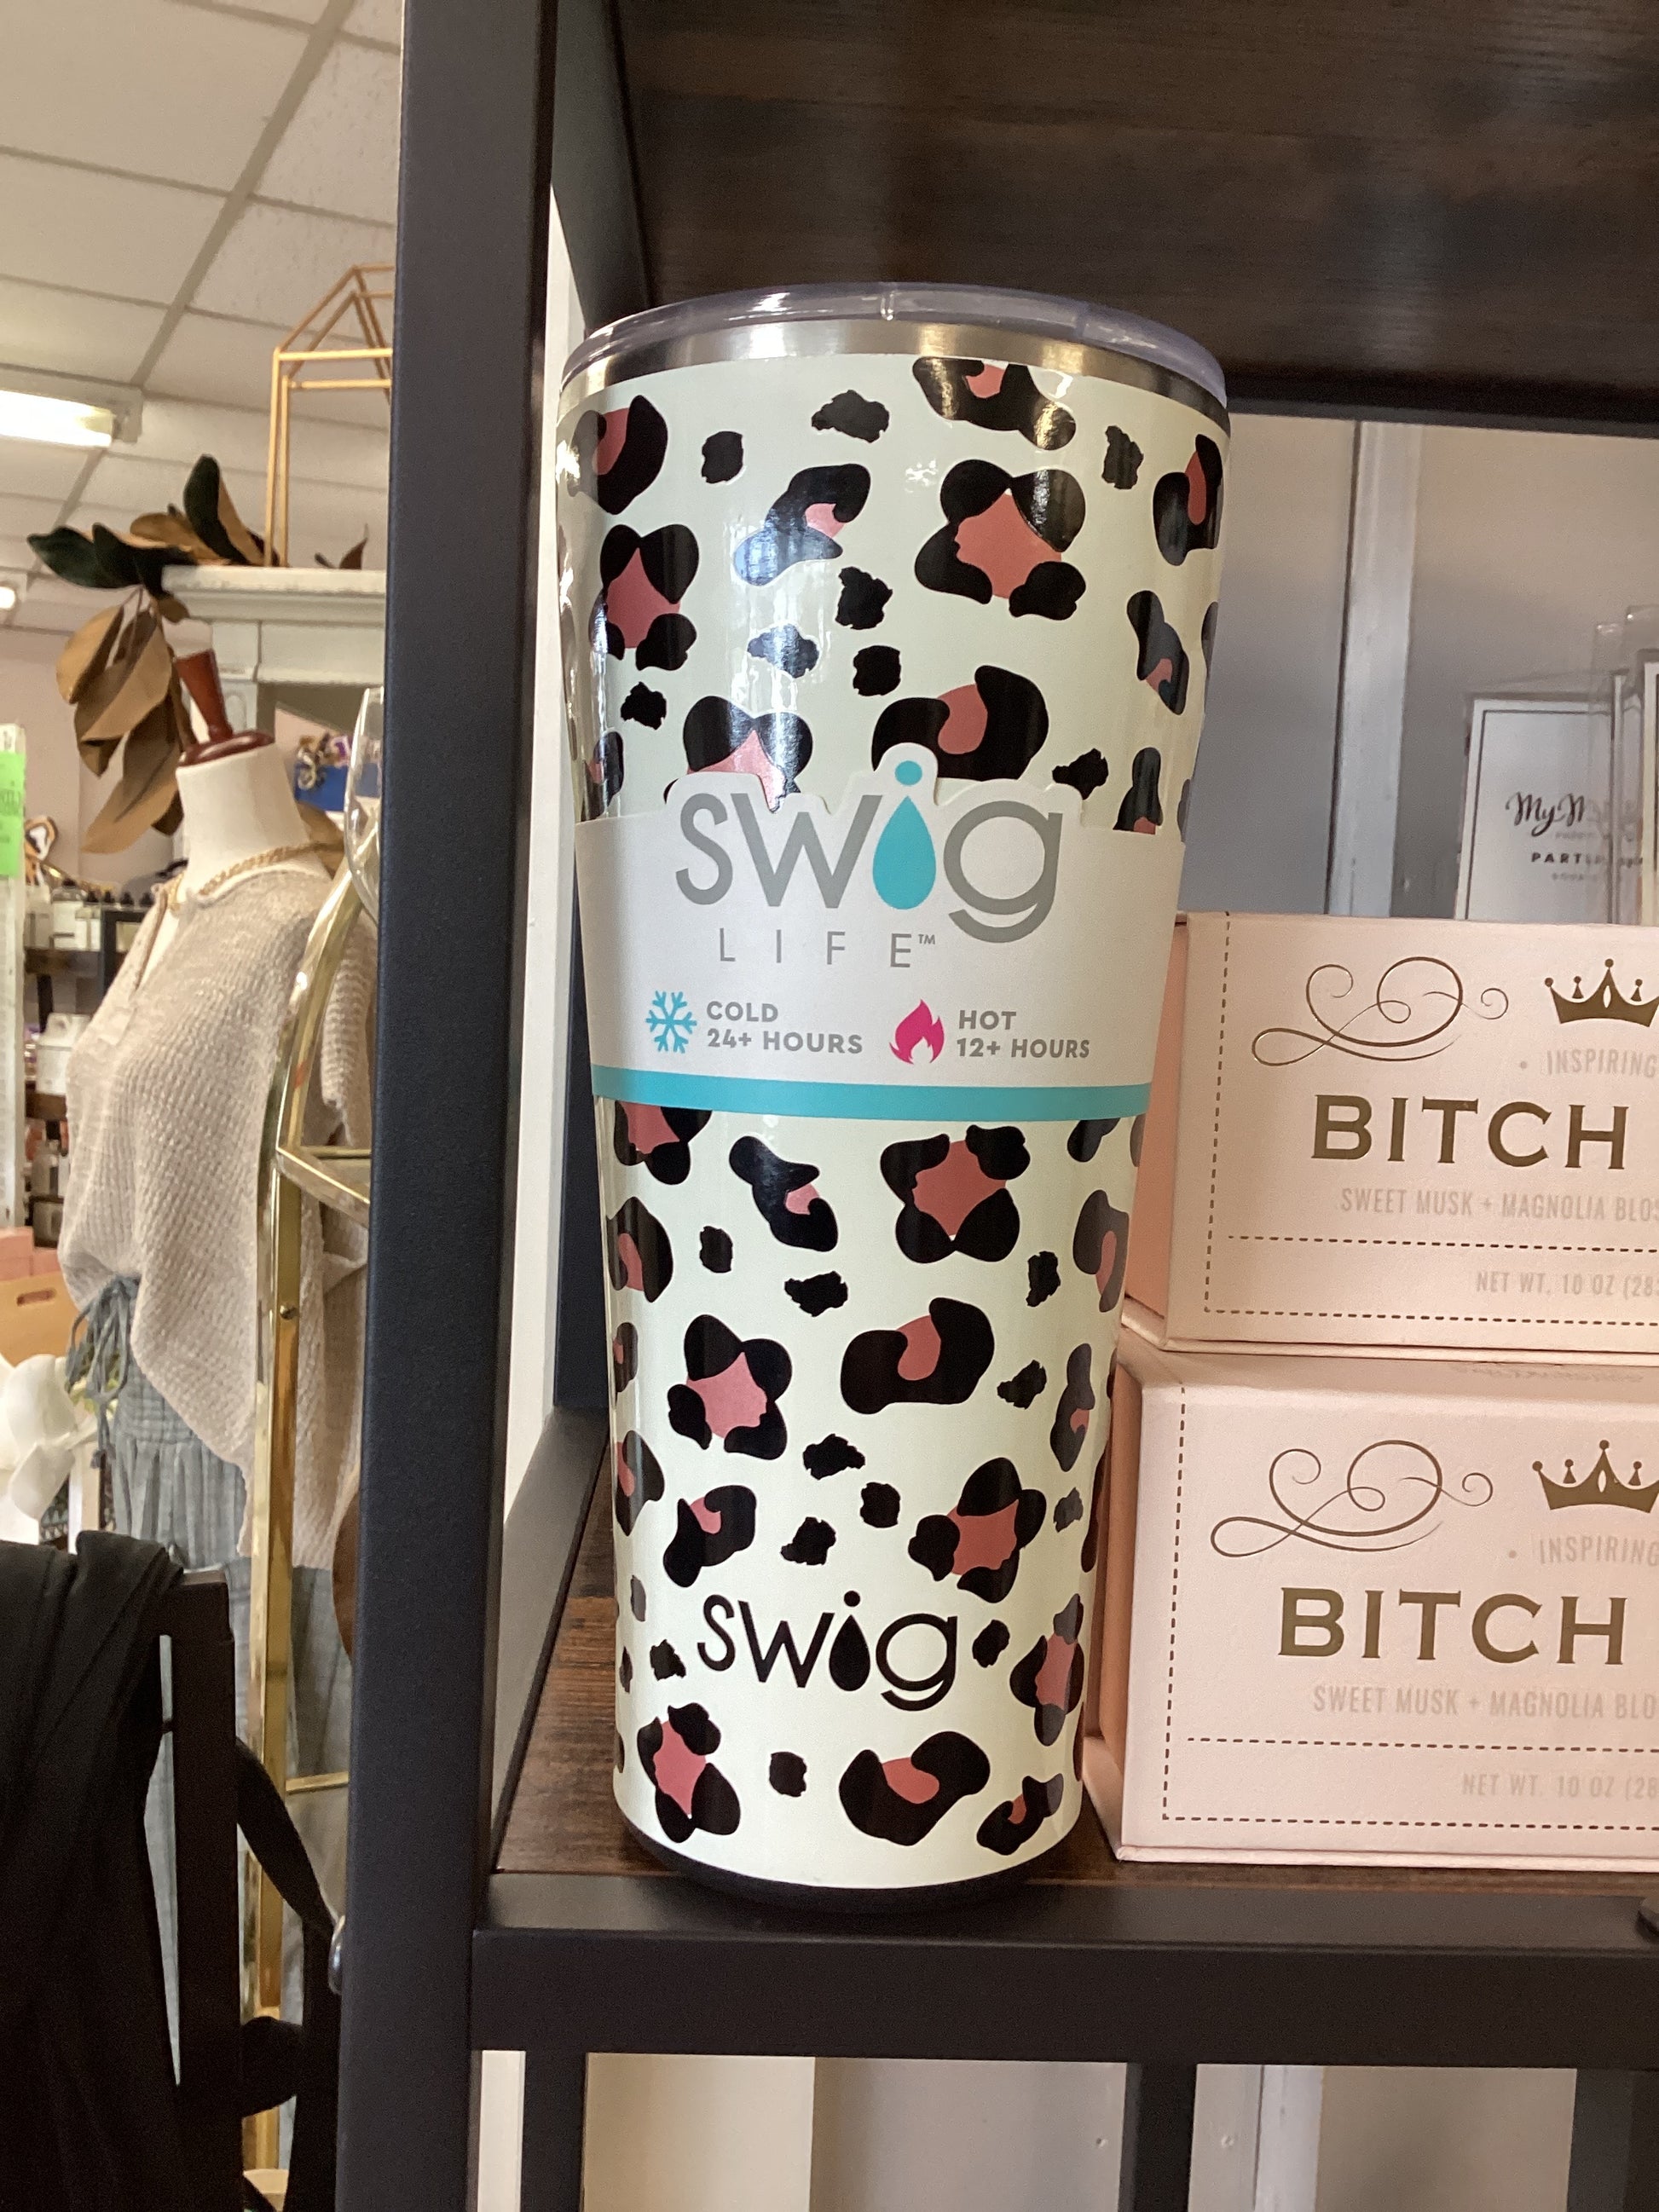 swig
LIFE™
COLD
24+ HOURS
HOT
12+ HOURS
swig
INSPIRING
BITCH
SWEET MUSK + MAGNOLIA
NET WT. 10 OZ
INSPIRING
BITCH
SWEET MUSK + MAGNOLIA
NET WT. 10 OZ
My